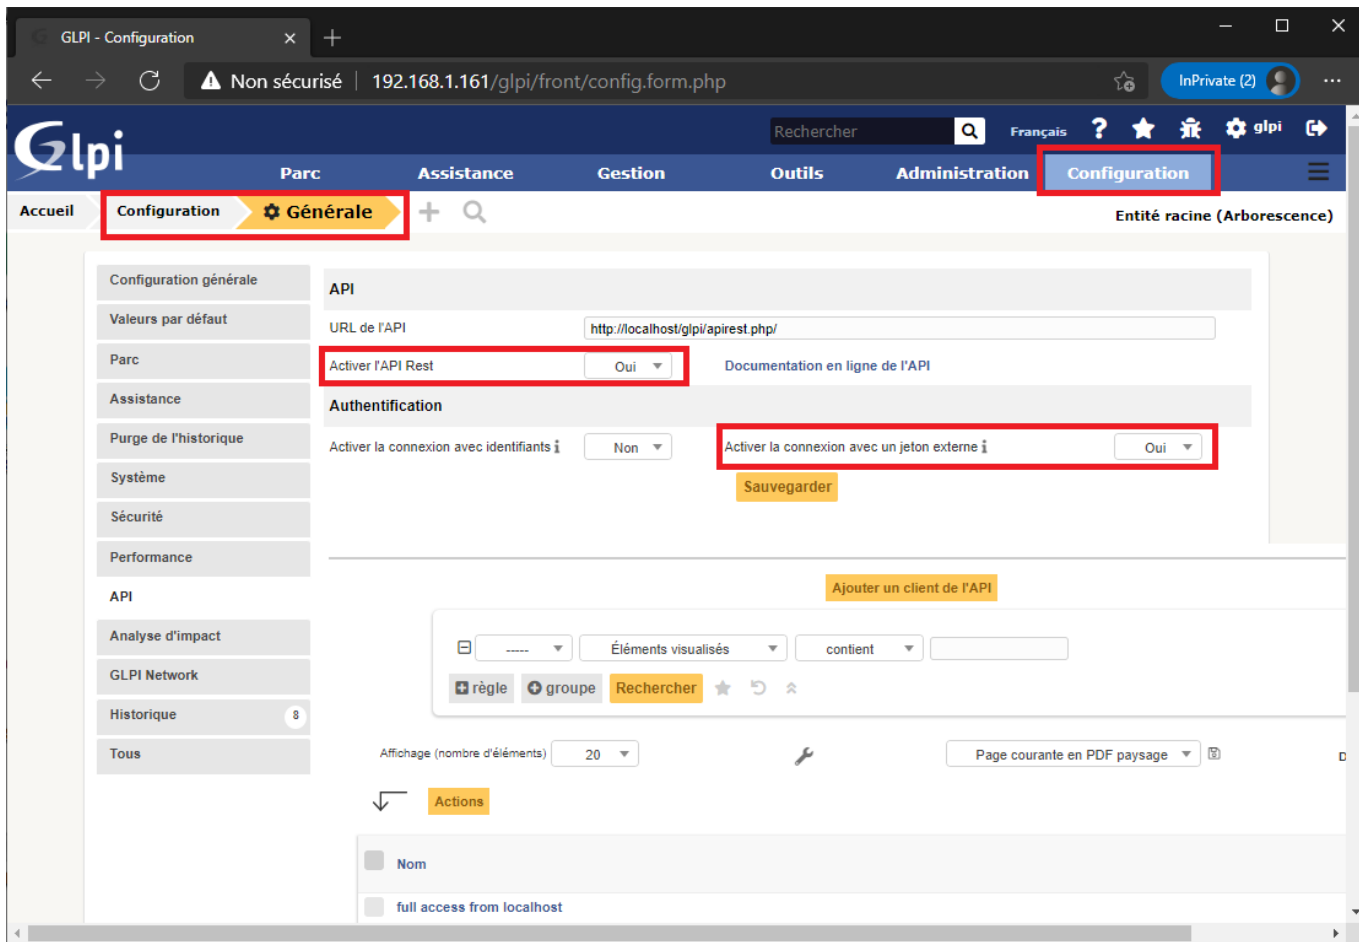 GLPI - Configuration
Non sécurisé 192.168.1.161/glpi/front/config.form.php InPrivate (2)
Glpi
Rechercher Français ? glpi
Parc Assistance Gestion Outils Administration Configuration
Accueil Configuration Générale Entité racine (Arborescence)
Configuration générale
Valeurs par défaut
Parc
Assistance
Purge de l'historique
Système
Sécurité
Performance
API
Analyse d'impact
GLPI Network
Historique 8
Tous
API
URL de l'API http://localhost/glpi/apirest.php/
Activer l'API Rest Oui Documentation en ligne de l'API
Authentification
Activer la connexion avec identifiants Non Activer la connexion avec un jeton externe Oui
Sauvegarder
Ajouter un client de l'API
----- Éléments visualisés contient
règle groupe Rechercher
Affichage (nombre d'éléments) 20 Page courante en PDF paysage D
Actions
Nom
full access from localhost